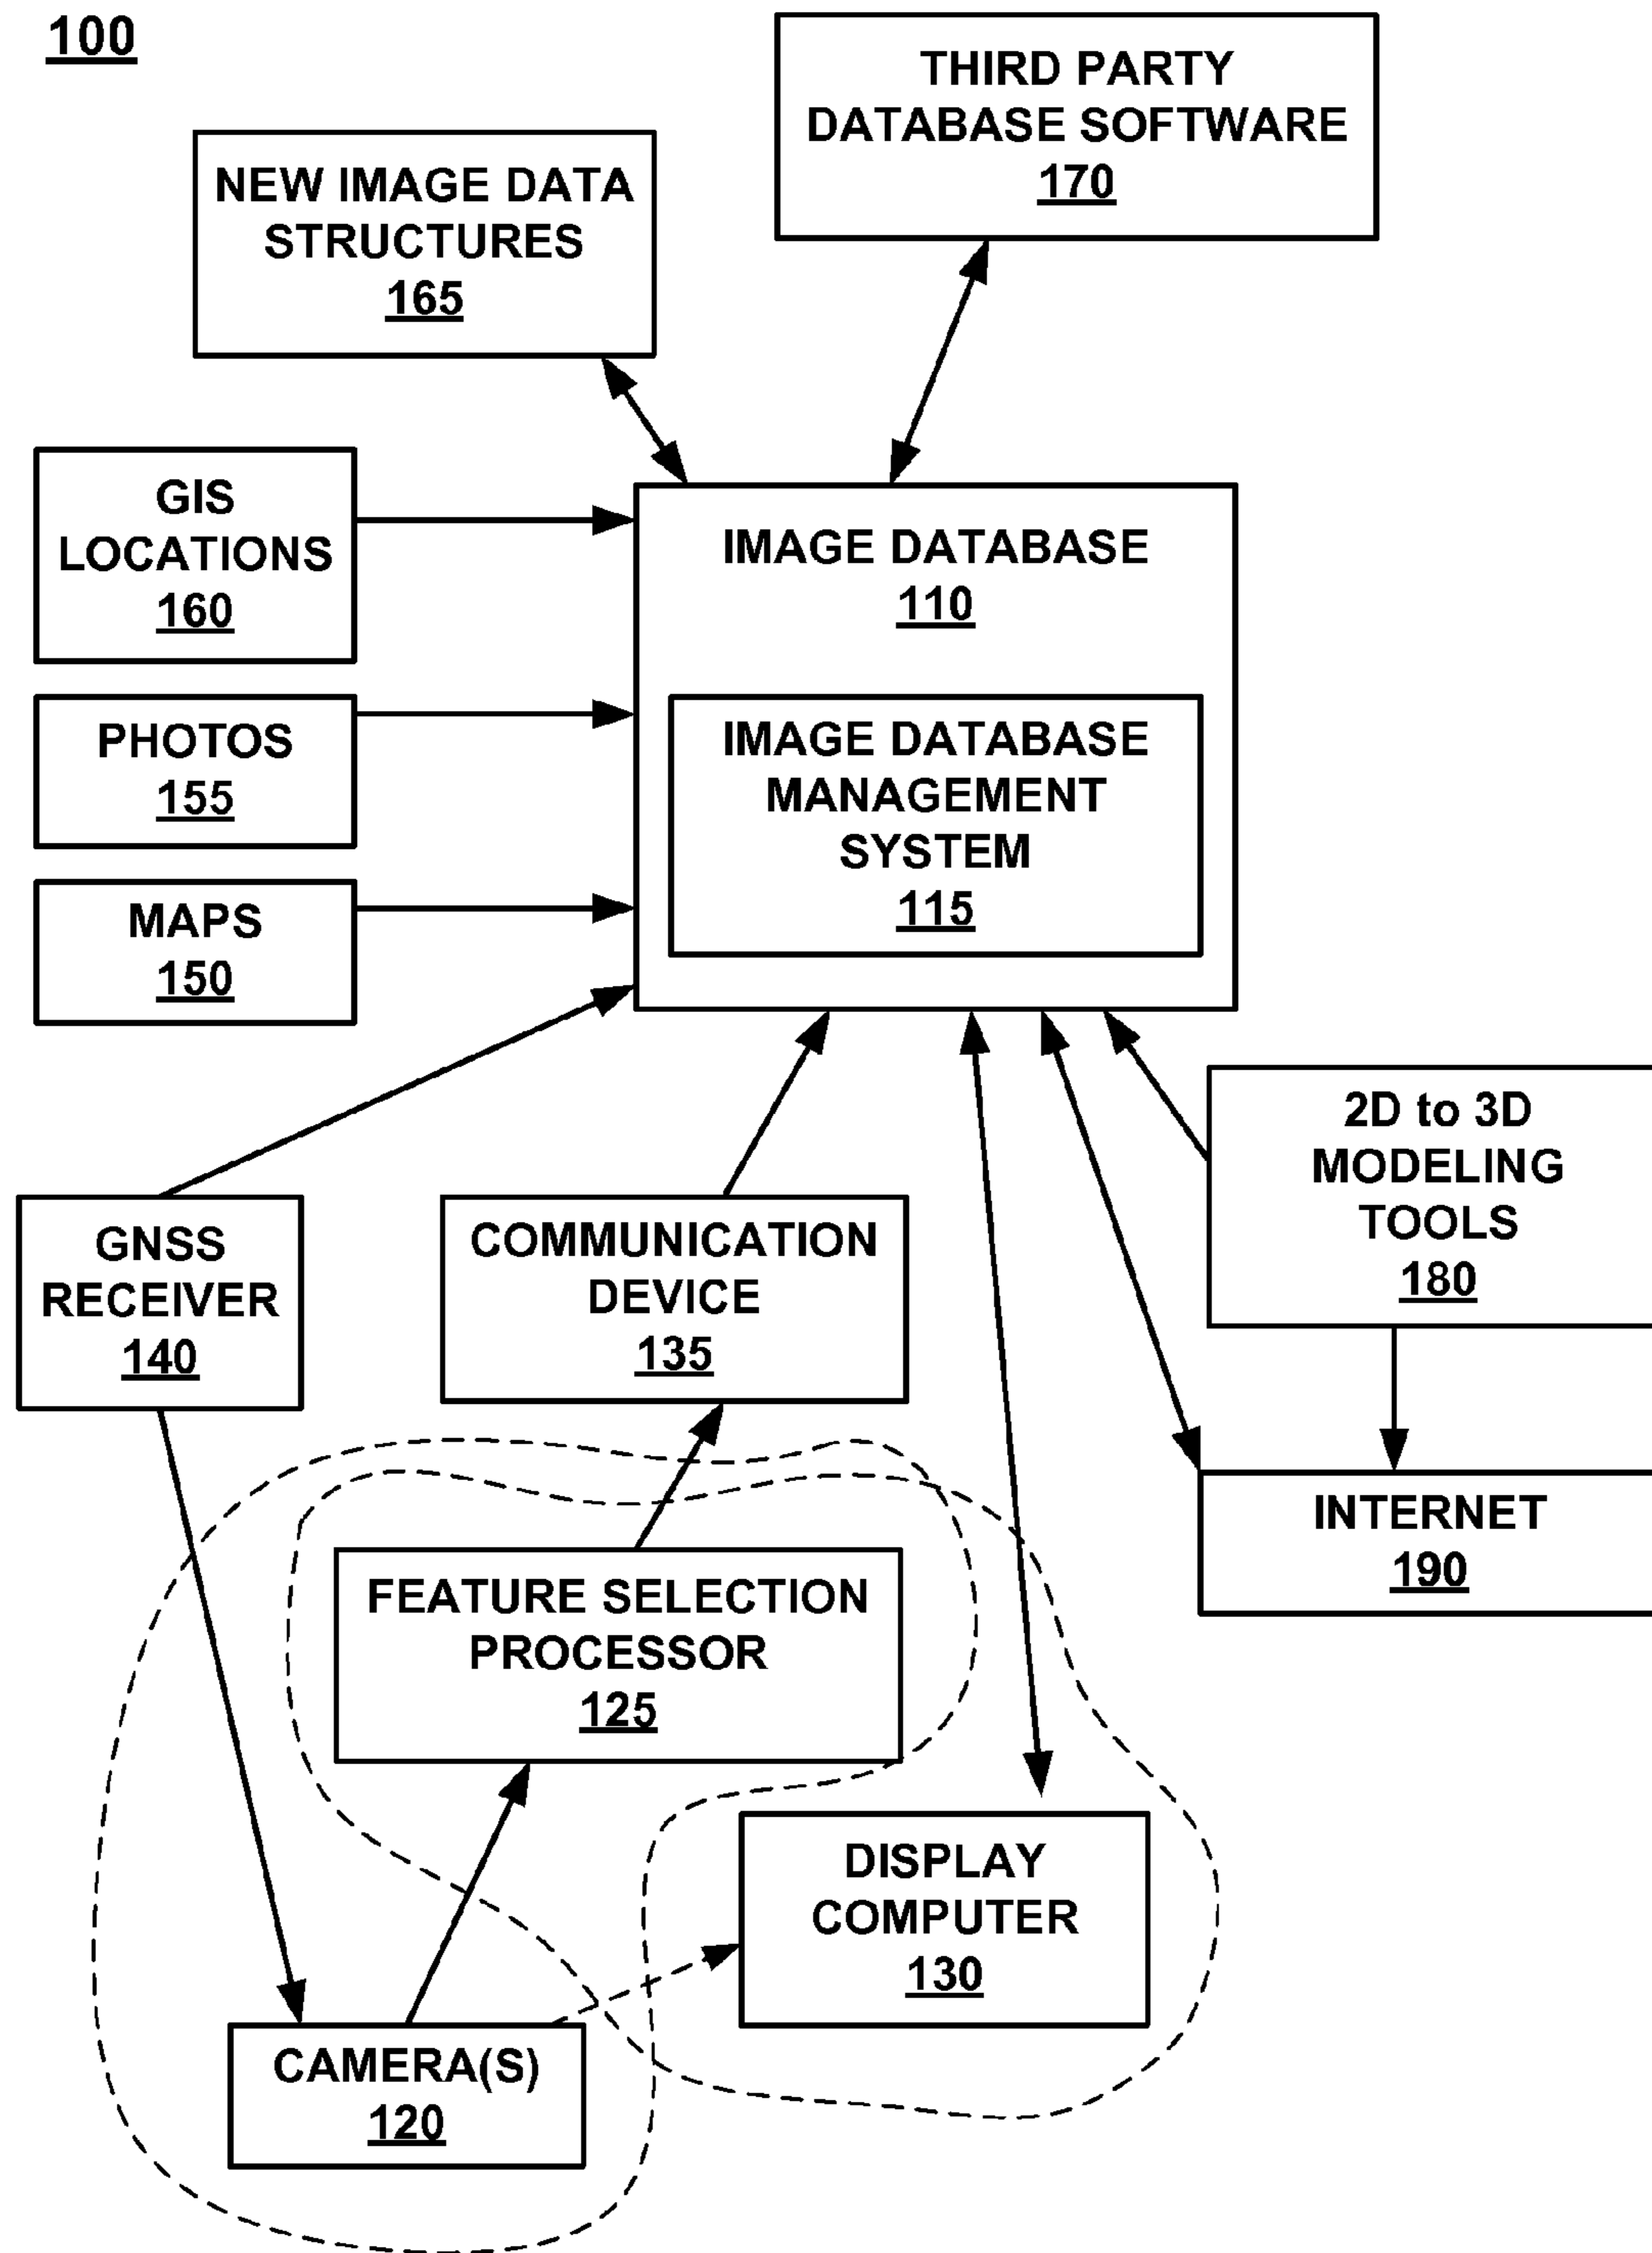 100
THIRD PARTY
DATABASE SOFTWARE
170
NEW IMAGE DATA
STRUCTURES
165
GIS
LOCATIONS
160
IMAGE DATABASE
110
PHOTOS
155
IMAGE DATABASE
MANAGEMENT
SYSTEM
115
MAPS
150
2D to 3D
MODELING
TOOLS
180
GNSS
RECEIVER
140
COMMUNICATION
DEVICE
135
INTERNET
190
FEATURE SELECTION
PROCESSOR
125
DISPLAY
COMPUTER
130
CAMERA(S)
120